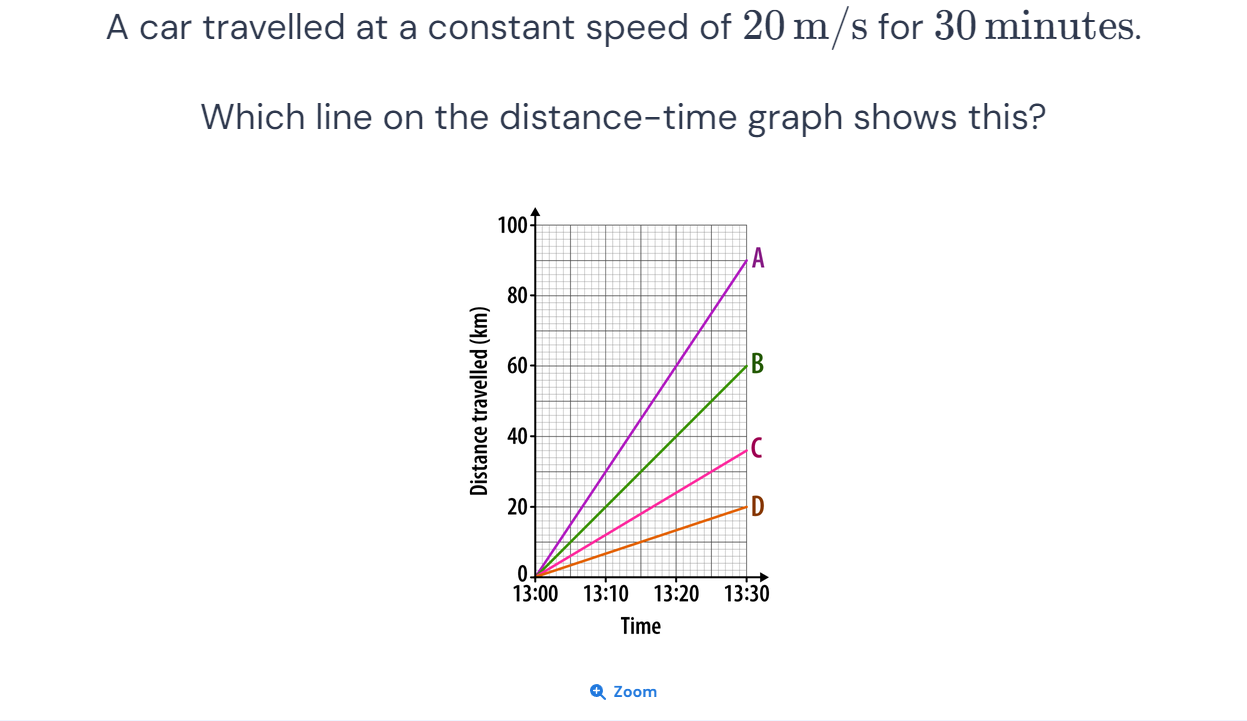 A car travelled at a constant speed of 20 m/s for 30 minutes.
Which line on the distance-time graph shows this?
100
A
80
B
60
Distance travelled (km)
40
C
20
D
0
13:00 13:10 13:20 13:30
Time
Zoom